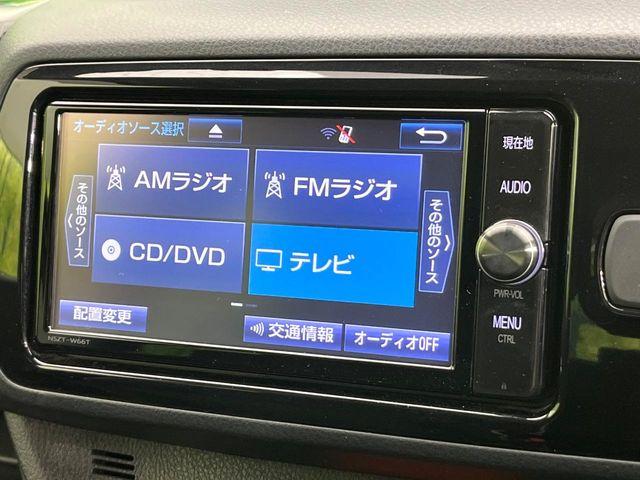 オーディオソース選択
AMラジオ
FMラジオ
その他のソース
CD/DVD
テレビ
その他のソース
配置変更
交通情報
オーディオOFF
NSZT-W66T
現在地
AUDIO
PWR·VOL
MENU
CTRL